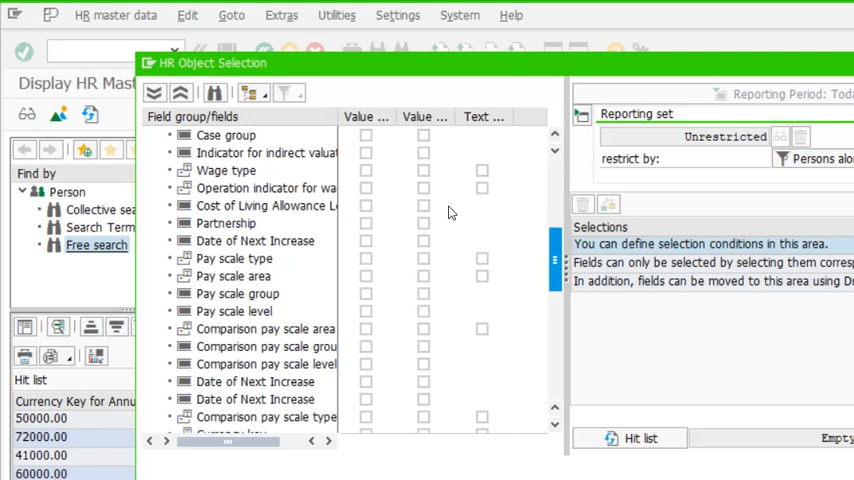 HR master data Edit Goto Extras Utilities Settings System Help
Display HR Mas
HR Object Selection
Field group/fields Value ... Value ... Text ...
Case group
Indicator for indirect valuat
Wage type
Operation indicator for wa
Cost of Living Allowance L
Partnership
Date of Next Increase
Pay scale type
Pay scale area
Pay scale group
Pay scale level
Comparison pay scale area
Comparison pay scale grou
Comparison pay scale level
Date of Next Increase
Date of Next Increase
Comparison pay scale type
Reporting Period: Toda
Reporting set
Unrestricted
restrict by: Persons alon
Selections
You can define selection conditions in this area.
Fields can only be selected by selecting them corresp
In addition, fields can be moved to this area using Dr
Hit list Empty
Find by
Person
Collective sea
Search Term
Free search
Hit list
Currency Key for Annu
50000.00
72000.00
41000.00
60000.00